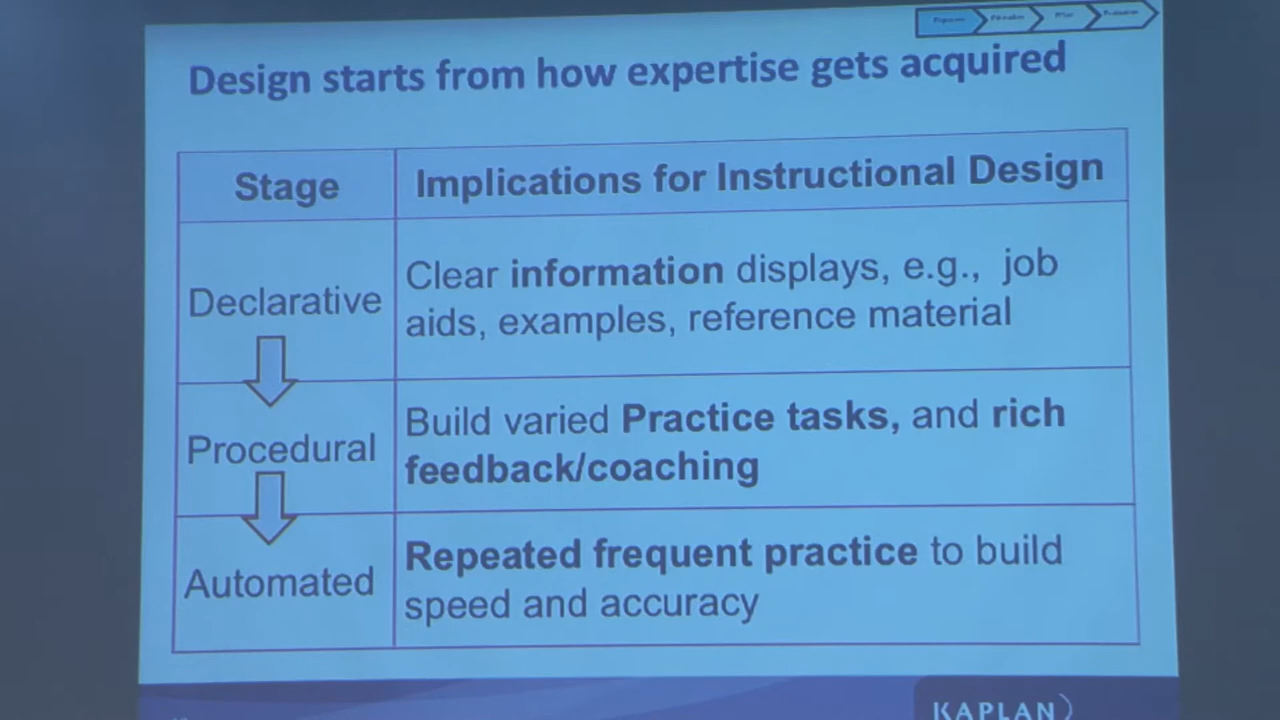 Design starts from how expertise gets acquired
Stage
Implications for Instructional Design
Declarative
Clear information displays, e.g., job
aids, examples, reference material
Procedural
Build varied Practice tasks, and rich
feedback/coaching
Automated
Repeated frequent practice to build
speed and accuracy
KAPLAN